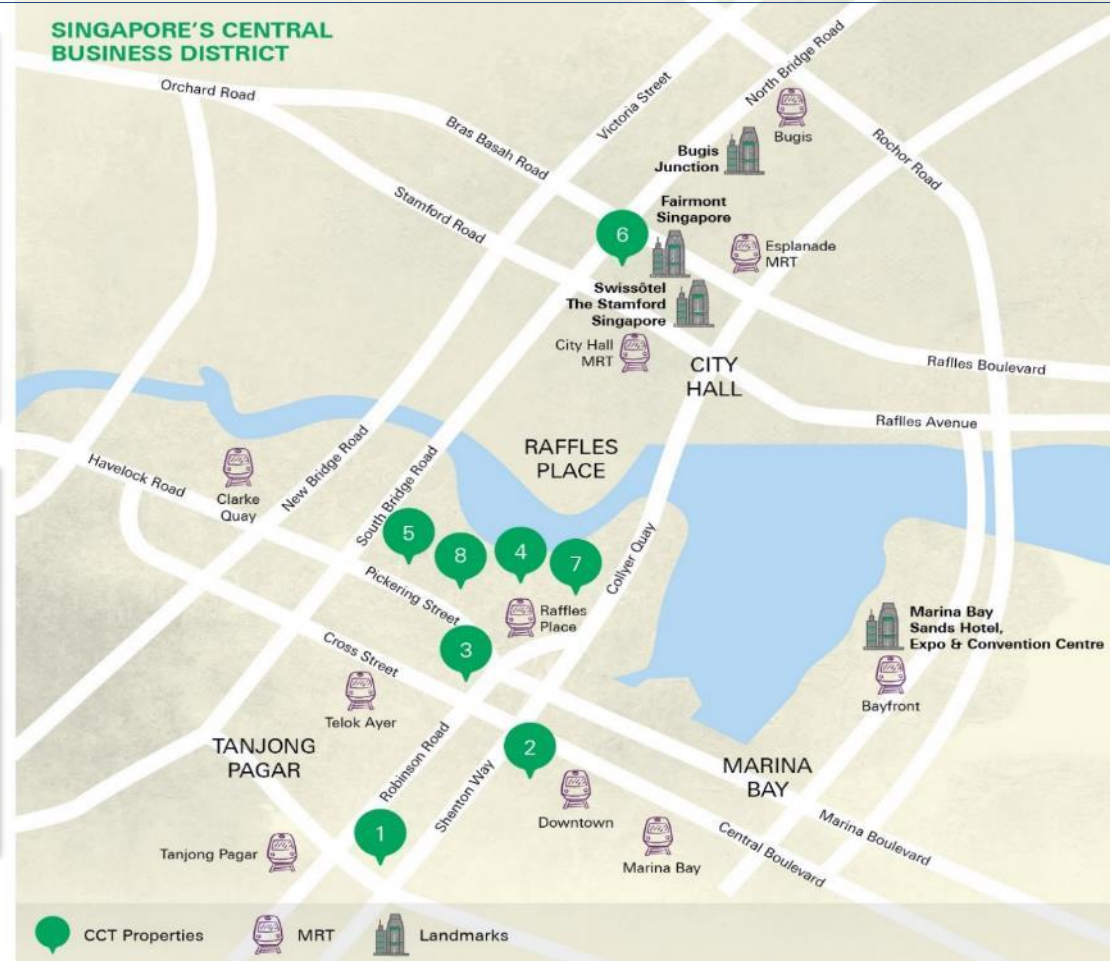 SINGAPORE'S CENTRAL
BUSINESS DISTRICT
Orchard Road
Bras Basah Road
Stamford Road
Victoria Street
North Bridge Road
Bugis
Rochor Road
Bugis
Junction
Fairmont
Singapore
6
Esplanade
MRT
Swissôtel
The Stamford
Singapore
City Hall
MRT
CITY
HALL
Raflles Boulevard
Raflles Avenue
RAFFLES
PLACE
Havelock Road
Clarke
Quay
New Bridge Road
South Bridge Road
5
8
4
7
Collyer Quay
Pickering Street
Raffles
Place
3
Cross Street
Telok Ayer
Marina Bay
Sands Hotel,
Expo & Convention Centre
Bayfront
TANJONG
PAGAR
Robinson Road
2
Shenton Way
MARINA
BAY
Downtown
1
Tanjong Pagar
Marina Bay
Central Boulevard
Marina Boulevard
CCT Properties
MRT
Landmarks